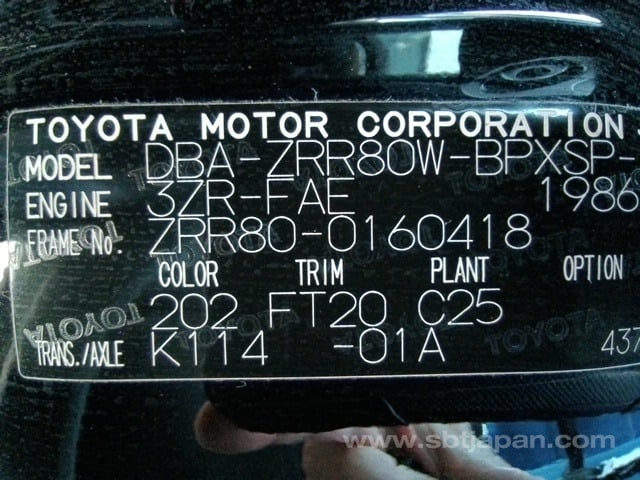 TOYOTA MOTOR CORPORATION
MODEL DBA-ZRR80W-BPXSP-
ENGINE 3ZR-FAE 1986
FRAME No. ZRR80-0160418
COLOR TRIM PLANT OPTION
202 FT20 C25
TRANS./AXLE K114 -01A 437
www.sbtjapan.com